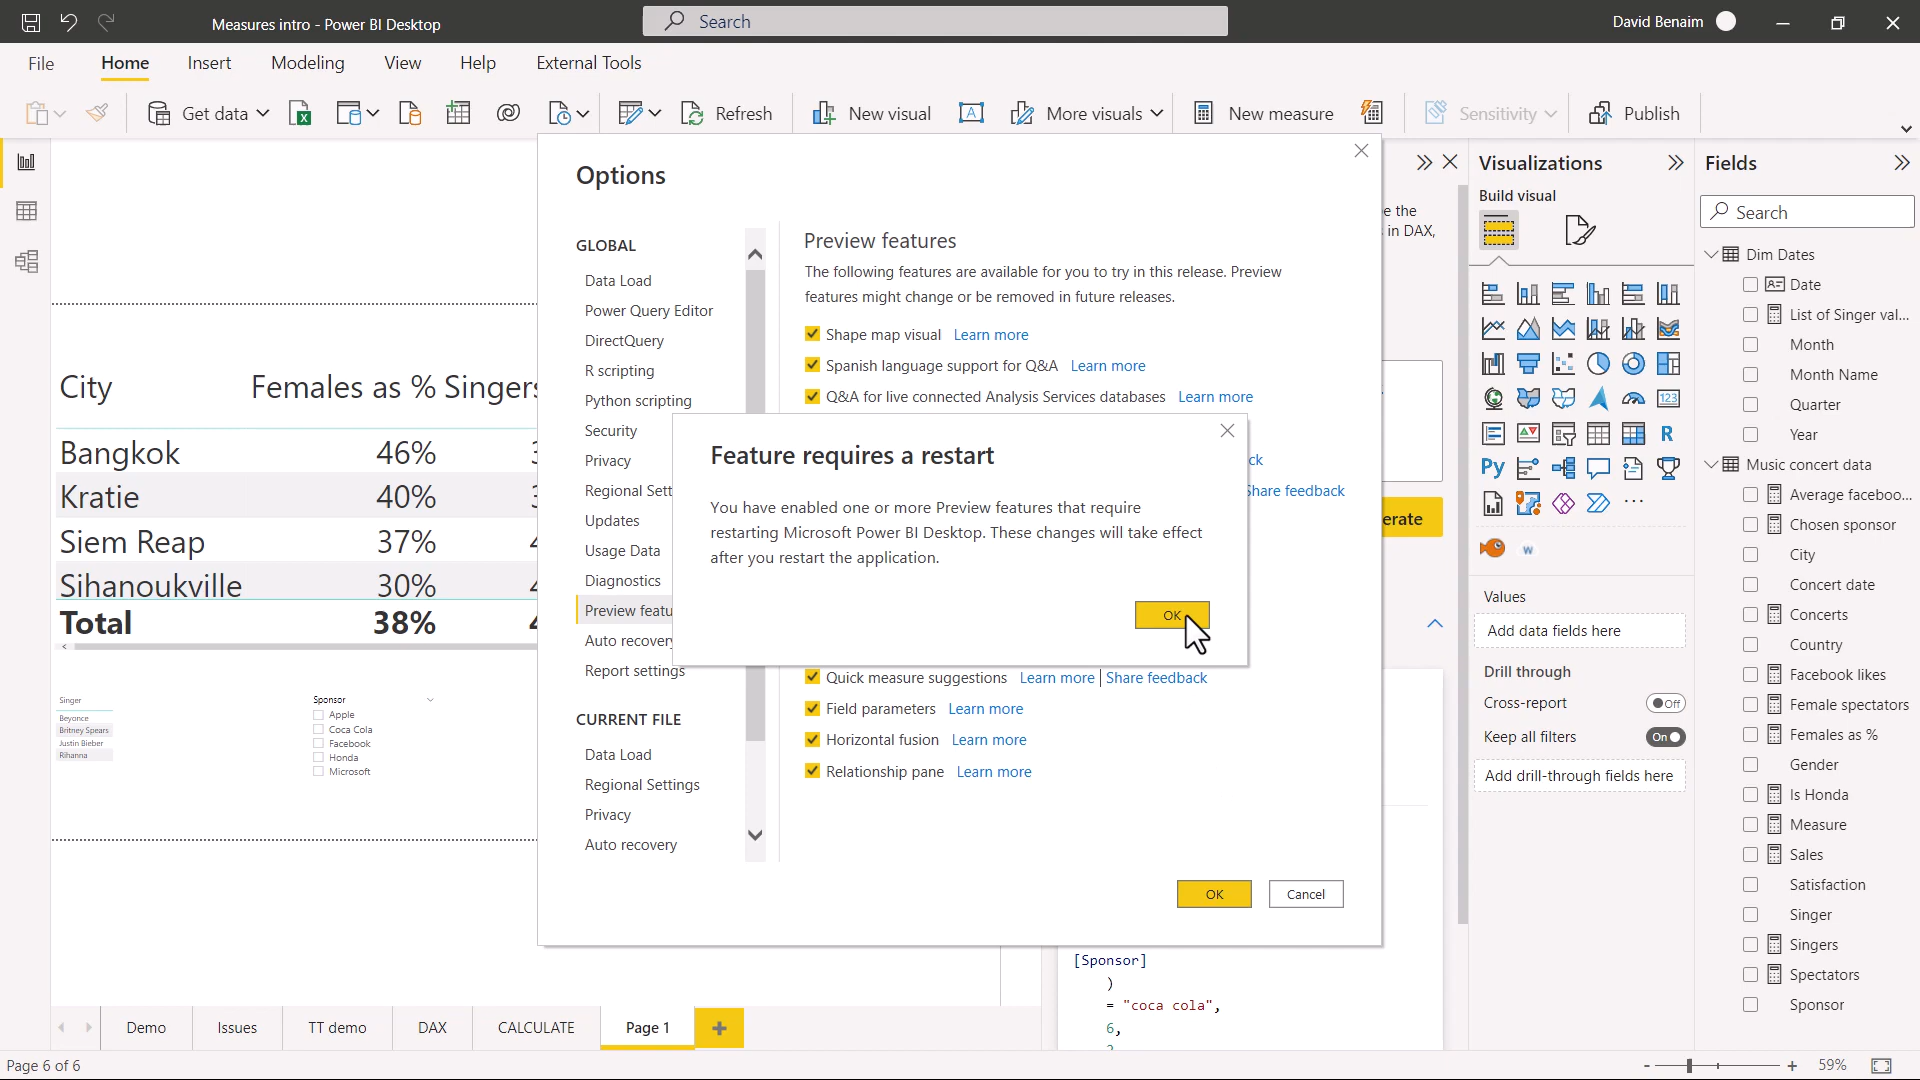 Measures intro - Power BI Desktop
Search
David Benaim
File
Home
Insert
Modeling
View
Help
External Tools
Get data
Refresh
New visual
More visuals
New measure
Sensitivity
Publish
City
Females as % Singers
Bangkok
46%
Kratie
40%
Siem Reap
37%
Sihanoukville
30%
Total
38%
Singer
Beyonce
Britney Spears
Justin Bieber
Rihanna
Sponsor
Apple
Coca Cola
Facebook
Honda
Microsoft
Options
GLOBAL
Data Load
Power Query Editor
DirectQuery
R scripting
Python scripting
Security
Privacy
Regional Sett
Updates
Usage Data
Diagnostics
Preview featu
Auto recovery
Report settings
CURRENT FILE
Data Load
Regional Settings
Privacy
Auto recovery
Preview features
The following features are available for you to try in this release. Preview
features might change or be removed in future releases.
Shape map visual Learn more
Spanish language support for Q&A Learn more
Q&A for live connected Analysis Services databases Learn more
ck
Share feedback
Feature requires a restart
You have enabled one or more Preview features that require
restarting Microsoft Power BI Desktop. These changes will take effect
after you restart the application.
OK
Quick measure suggestions Learn more | Share feedback
Field parameters Learn more
Horizontal fusion Learn more
Relationship pane Learn more
OK
Cancel
e the
in DAX,
erate
[Sponsor]
)
= "coca cola",
6,
Visualizations
Build visual
123
R
Py
W
Values
Add data fields here
Drill through
Cross-report
Off
Keep all filters
On
Add drill-through fields here
Fields
Search
Dim Dates
Date
List of Singer val...
Month
Month Name
Quarter
Year
Music concert data
Average faceboo...
Chosen sponsor
City
Concert date
Concerts
Country
Facebook likes
Female spectators
Females as %
Gender
Is Honda
Measure
Sales
Satisfaction
Singer
Singers
Spectators
Sponsor
Demo
Issues
TT demo
DAX
CALCULATE
Page 1
Page 6 of 6
59%